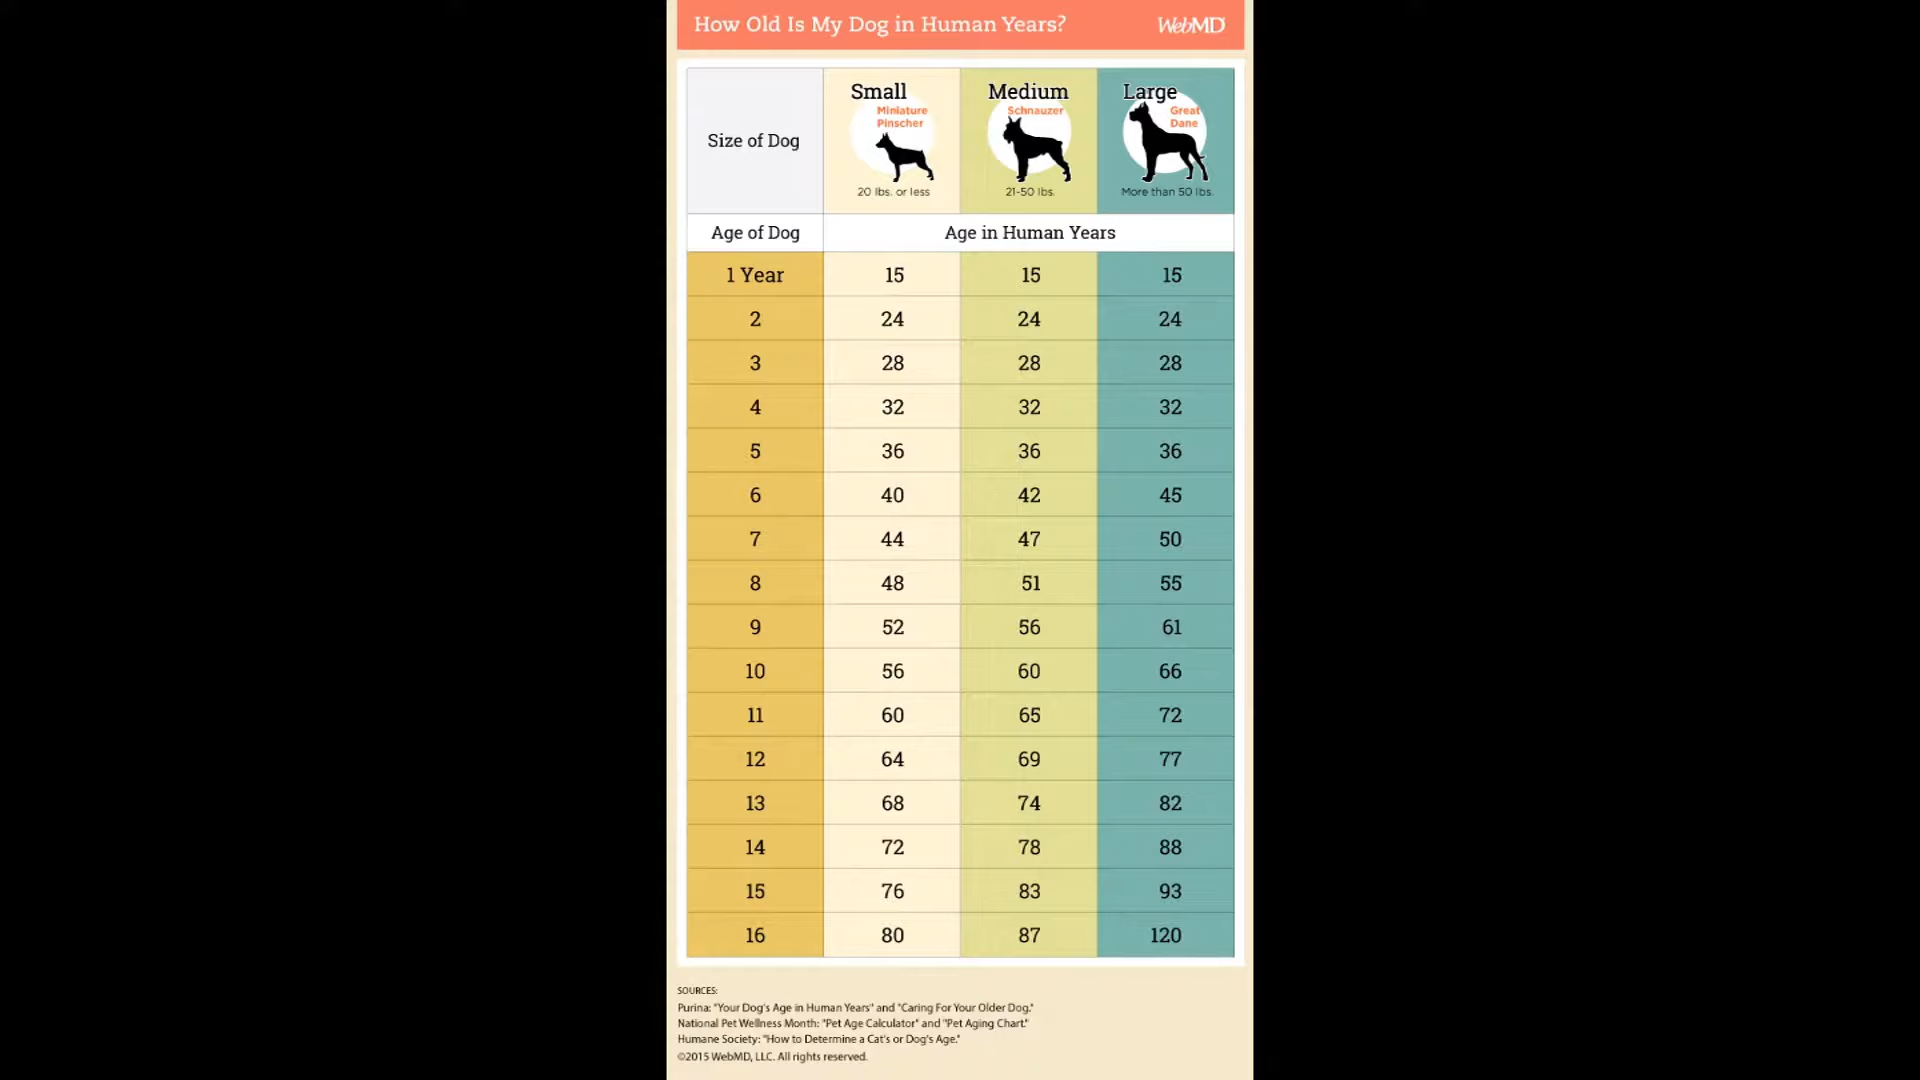 How Old Is My Dog in Human Years? WebMD
Size of Dog
Small
Miniature
Pinscher
20 lbs. or less
Medium
Schnauzer
21-50 lbs.
Large
Great
Dane
More than 50 lbs.
Age of Dog Age in Human Years
1 Year 15 15 15
2 24 24 24
3 28 28 28
4 32 32 32
5 36 36 36
6 40 42 45
7 44 47 50
8 48 51 55
9 52 56 61
10 56 60 66
11 60 65 72
12 64 69 77
13 68 74 82
14 72 78 88
15 76 83 93
16 80 87 120
SOURCES:
Purina: "Your Dog's Age in Human Years" and "Caring For Your Older Dog."
National Pet Wellness Month: "Pet Age Calculator" and "Pet Aging Chart."
Humane Society: "How to Determine a Cat's or Dog's Age."
©2015 WebMD, LLC. All rights reserved.